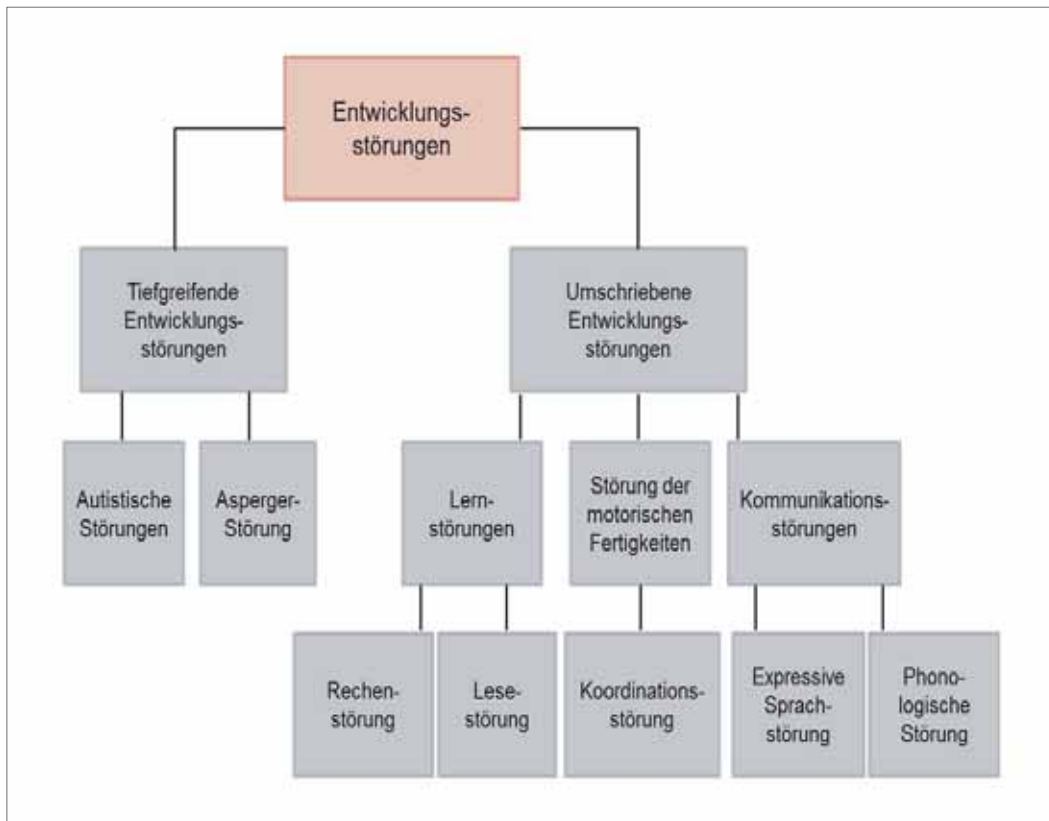 Entwicklungs-
störungen
Tiefgreifende
Entwicklungs-
störungen
Umschriebene
Entwicklungs-
störungen
Autistische
Störungen
Asperger-
Störung
Lern-
störungen
Störung der
motorischen
Fertigkeiten
Kommunikations-
störungen
Rechen-
störung
Lese-
störung
Koordinations-
störung
Expressive
Sprach-
störung
Phono-
logische
Störung